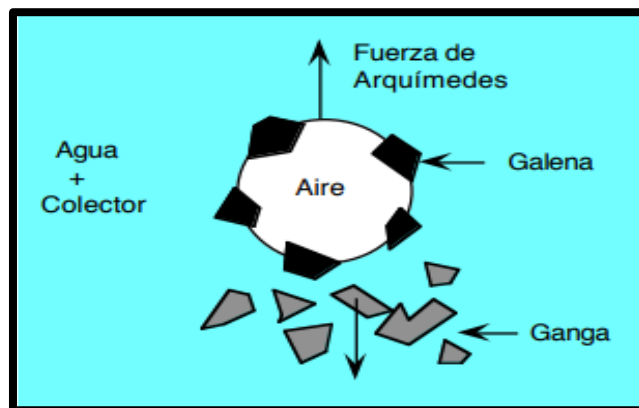 Fuerza de
Arquímedes
Agua
+
Colector
Aire
Galena
Ganga